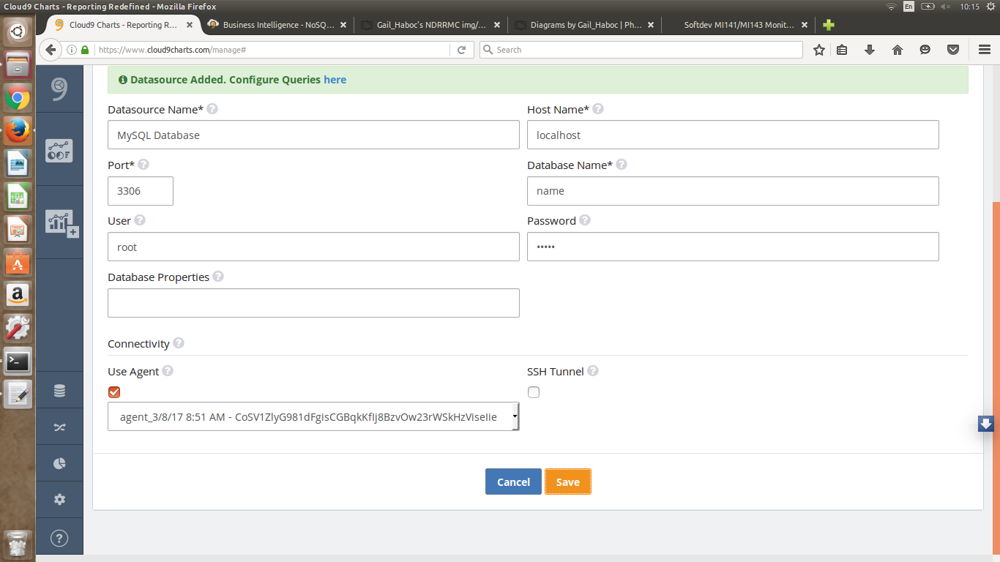 Cloud9 Charts - Reporting Redefined - Mozilla Firefox
En
10:15
Cloud9 Charts - Reporting R...
Business Intelligence - NoSQ...
Gail_Haboc's NDRRMC img/...
Diagrams by Gail_Haboc | Ph...
Softdev MI141/MI143 Monit...
https://www.cloud9charts.com/manage#
Search
Datasource Added. Configure Queries here
Datasource Name* ?
Host Name* ?
MySQL Database
localhost
Port* ?
Database Name* ?
3306
name
User ?
Password ?
root
•••••
Database Properties ?
Connectivity ?
Use Agent ?
SSH Tunnel ?
agent_3/8/17 8:51 AM - CoSV1ZlyG981dFgisCGBqkKfIj8BzvOw23rWSkHzViseIie
Cancel
Save